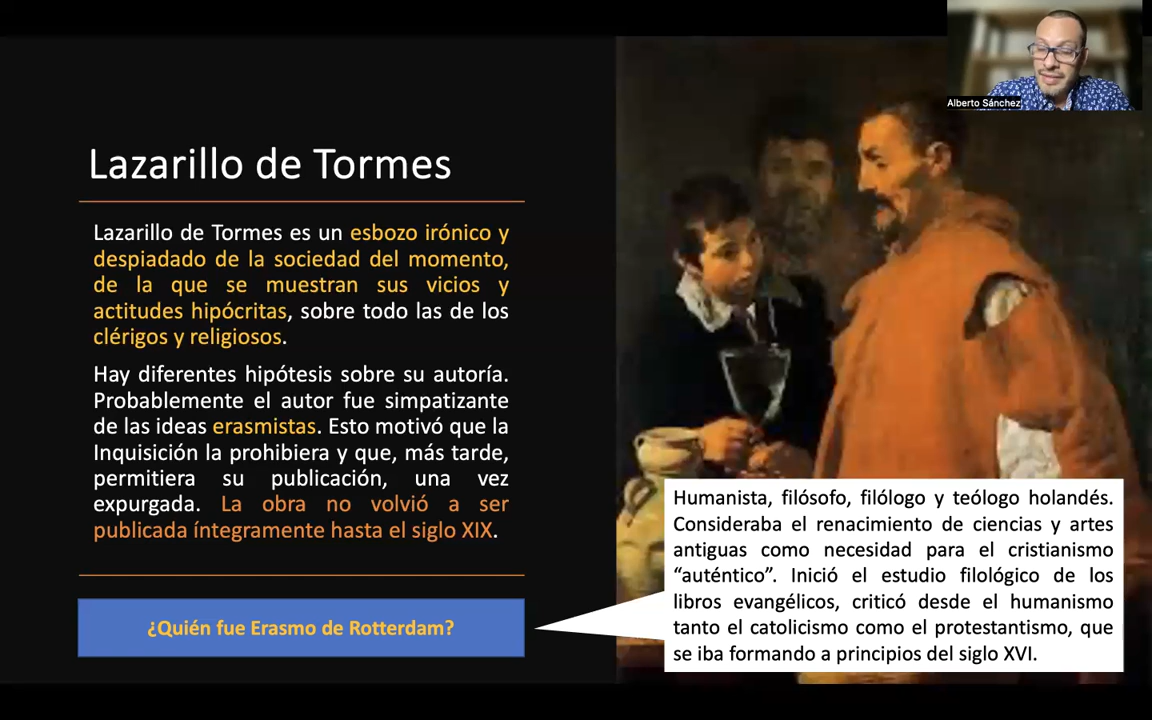 Alberto Sánchez
Lazarillo de Tormes
Lazarillo de Tormes es un esbozo irónico y
despiadado de la sociedad del momento,
de la que se muestran sus vicios y
actitudes hipócritas, sobre todo las de los
clérigos y religiosos.
Hay diferentes hipótesis sobre su autoría.
Probablemente el autor fue simpatizante
de las ideas erasmistas. Esto motivó que la
Inquisición la prohibiera y que, más tarde,
permitiera su publicación, una vez
expurgada. La obra no volvió a ser
publicada íntegramente hasta el siglo XIX.
¿Quién fue Erasmo de Rotterdam?
Humanista, filósofo, filólogo y teólogo holandés.
Consideraba el renacimiento de ciencias y artes
antiguas como necesidad para el cristianismo
“auténtico”. Inició el estudio filológico de los
libros evangélicos, criticó desde el humanismo
tanto el catolicismo como el protestantismo, que
se iba formando a principios del siglo XVI.